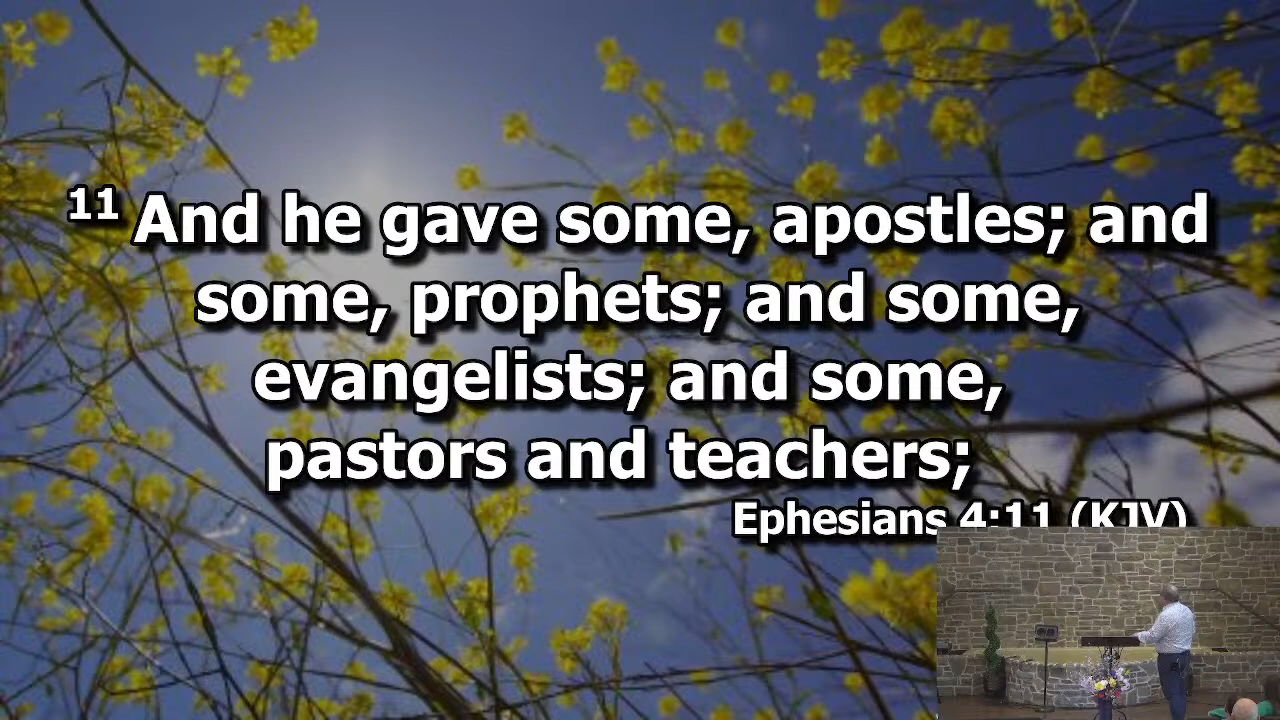 11 And he gave some, apostles; and
some, prophets; and some,
evangelists; and some,
pastors and teachers;
Ephesians 4:11 (KJV)